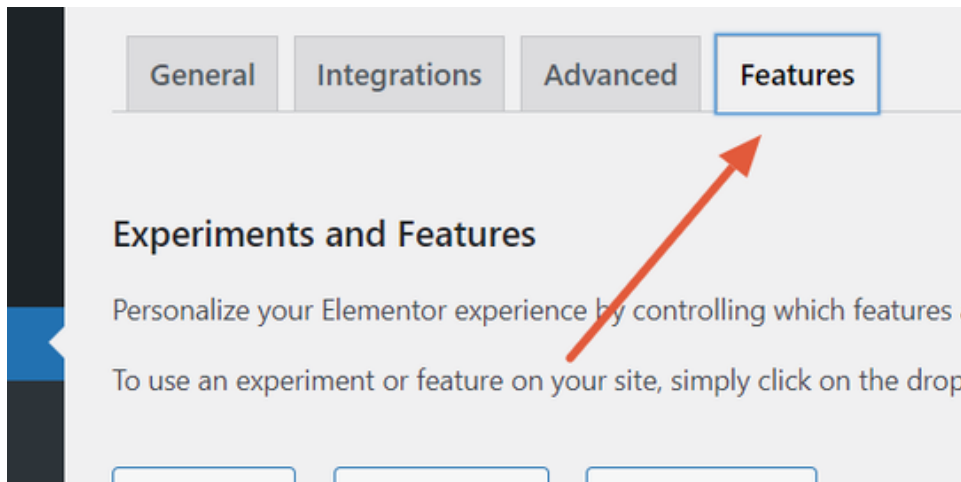 General Integrations Advanced Features
Experiments and Features
Personalize your Elementor experience by controlling which features
To use an experiment or feature on your site, simply click on the